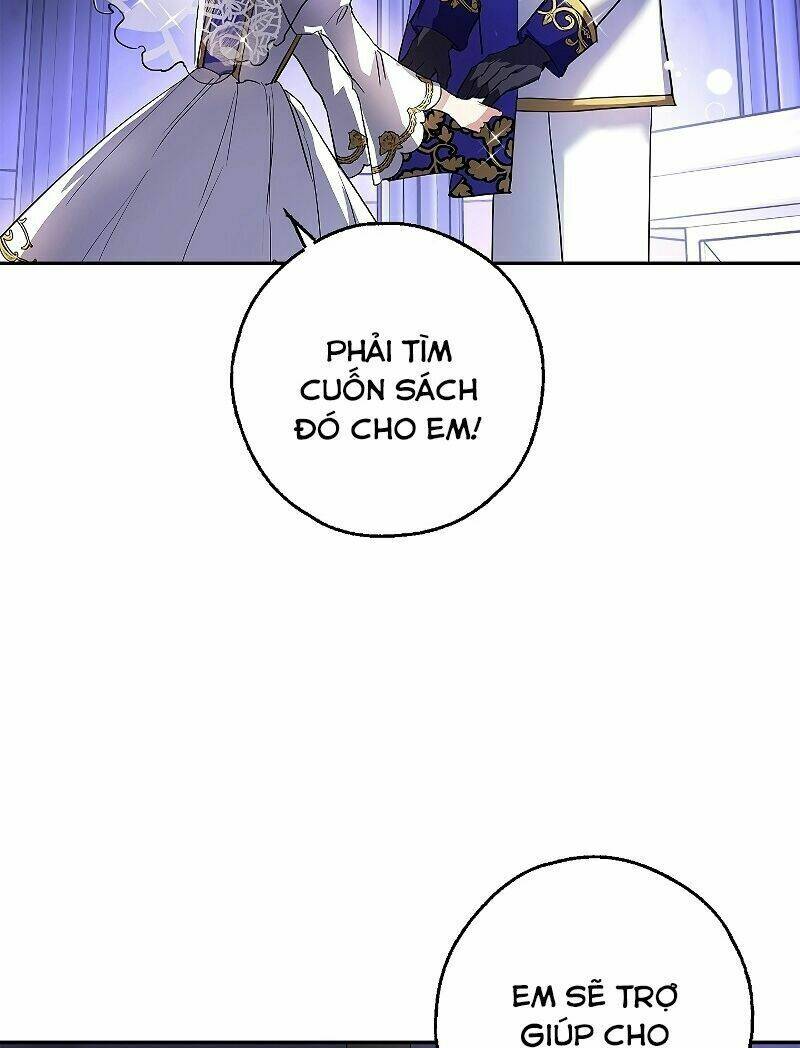 PHẢI TÌM
CUỐN SÁCH
ĐÓ CHO EM!
EM SẼ TRỢ
GIÚP CHO